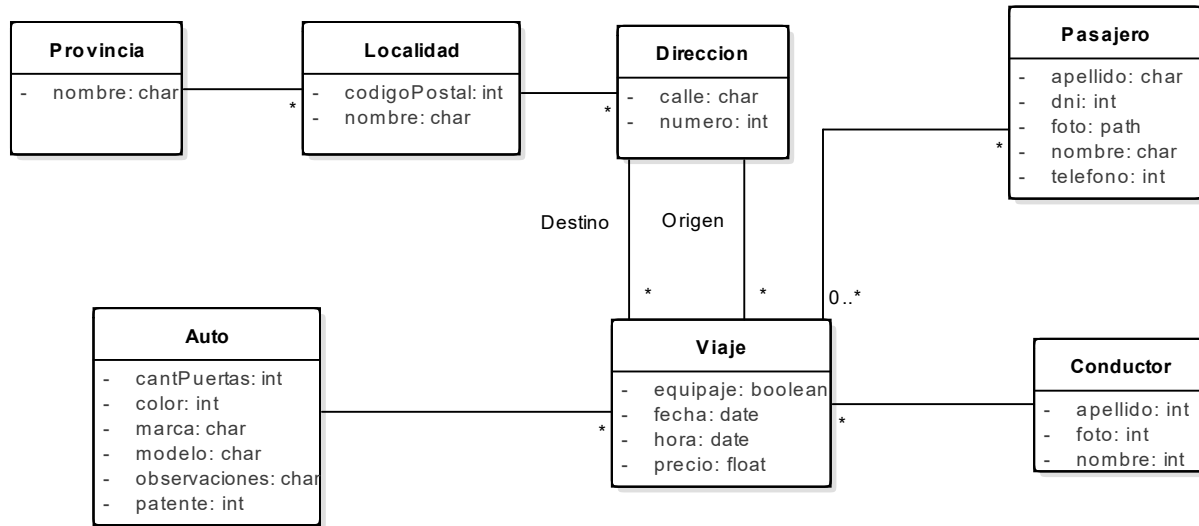 Provincia
- nombre: char
*
Localidad
- codigoPostal: int
- nombre: char
*
Direccion
- calle: char
- numero: int
Pasajero
- apellido: char
- dni: int
- foto: path
- nombre: char
- telefono: int
*
Destino
Origen
*
*
0..*
Auto
- cantPuertas: int
- color: int
- marca: char
- modelo: char
- observaciones: char
- patente: int
*
Viaje
- equipaje: boolean
- fecha: date
- hora: date
- precio: float
*
Conductor
- apellido: int
- foto: int
- nombre: int